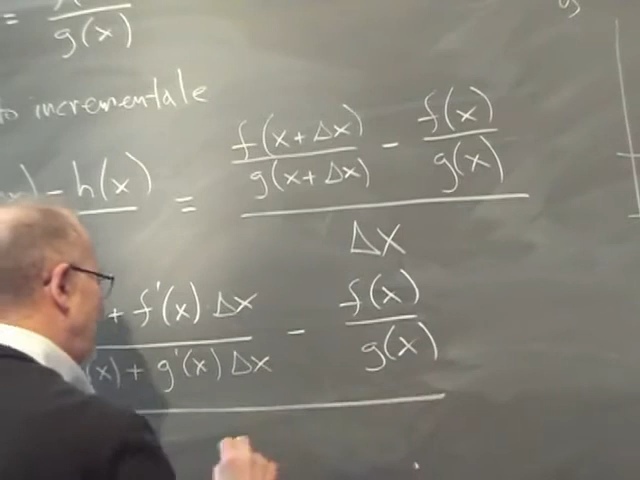 = g(x)
incrementale
f(x+Δx) f(x)
- h(x) = g(x+Δx) - g(x)
Δx
+ f'(x) Δx f(x)
(x) + g'(x) Δx - g(x)